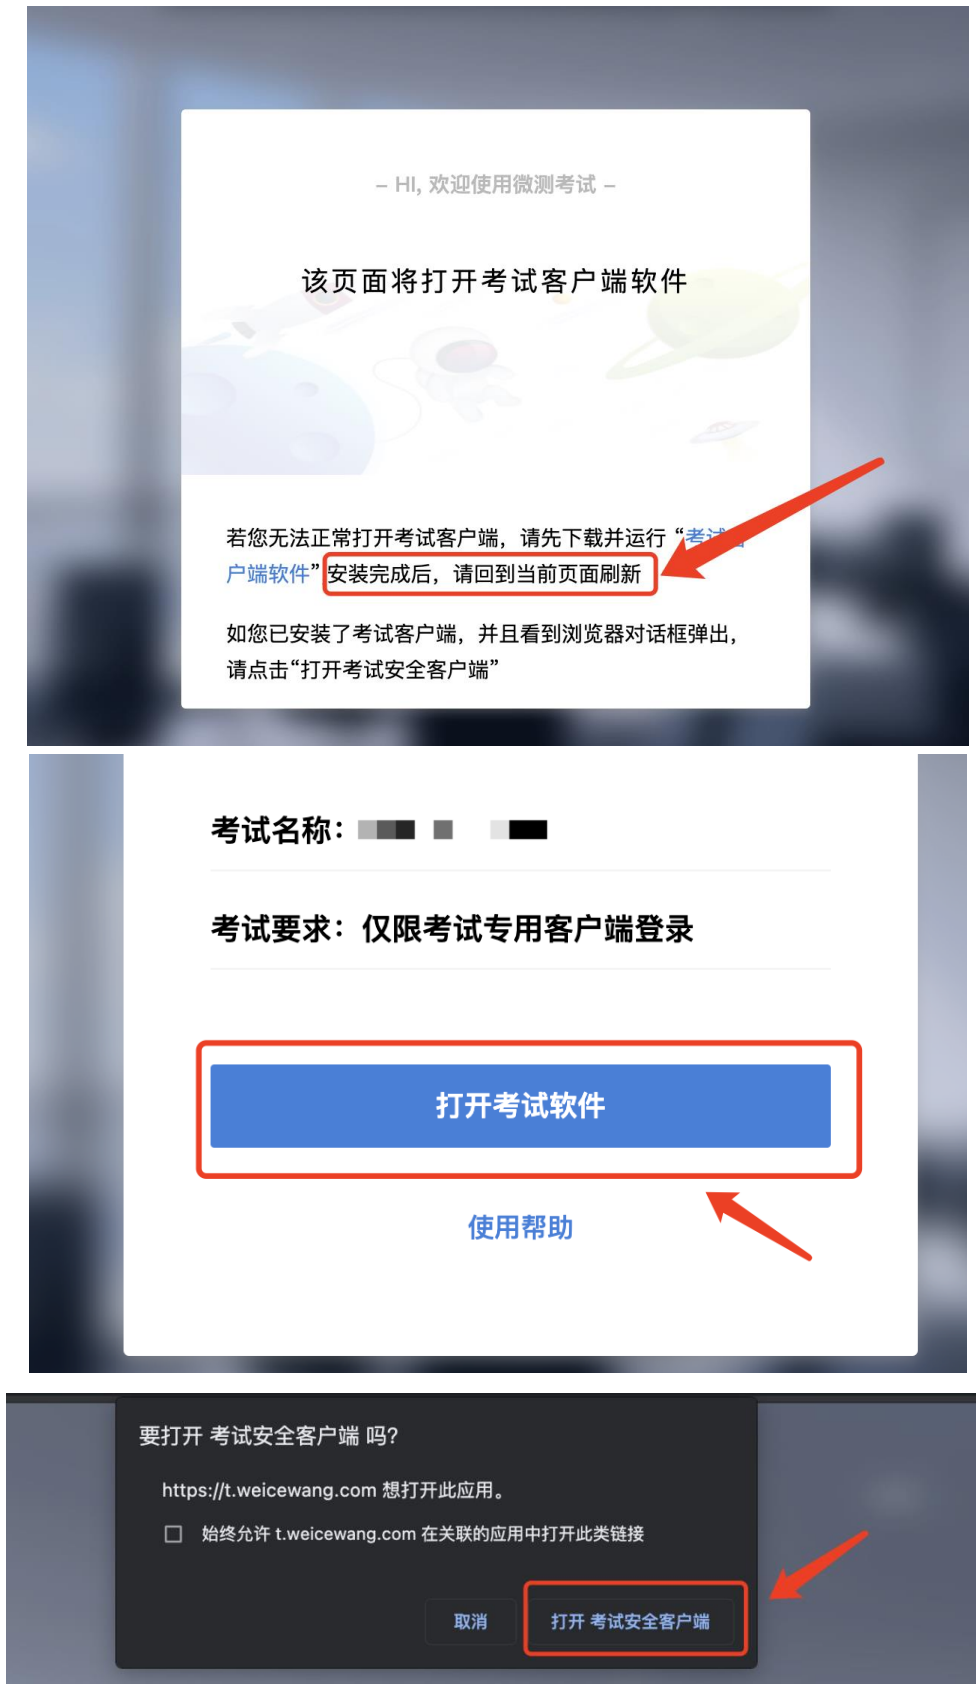 – HI, 欢迎使用微测考试 –
该页面将打开考试客户端软件
若您无法正常打开考试客户端，请先下载并运行 “考试客
户端软件” 安装完成后，请回到当前页面刷新
如您已安装了考试客户端，并且看到浏览器对话框弹出，
请点击“打开考试安全客户端”
考试名称：
考试要求：仅限考试专用客户端登录
打开考试软件
使用帮助
要打开 考试安全客户端 吗？
https://t.weicewang.com 想打开此应用。
始终允许 t.weicewang.com 在关联的应用中打开此类链接
取消
打开 考试安全客户端